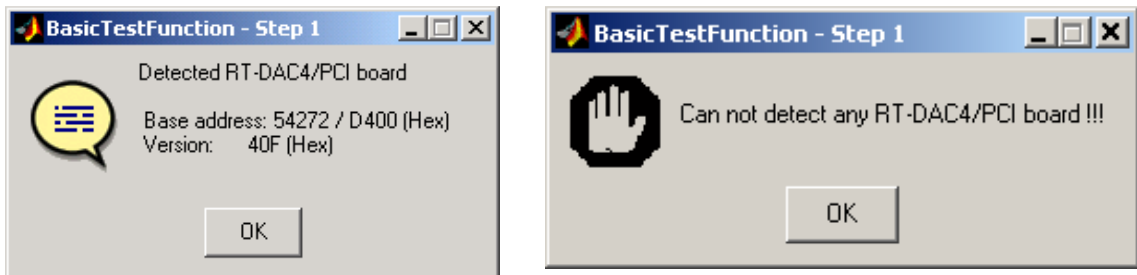 BasicTestFunction - Step 1
Detected RT-DAC4/PCI board
Base address: 54272 / D400 (Hex)
Version: 40F (Hex)
OK
BasicTestFunction - Step 1
Can not detect any RT-DAC4/PCI board !!!
OK